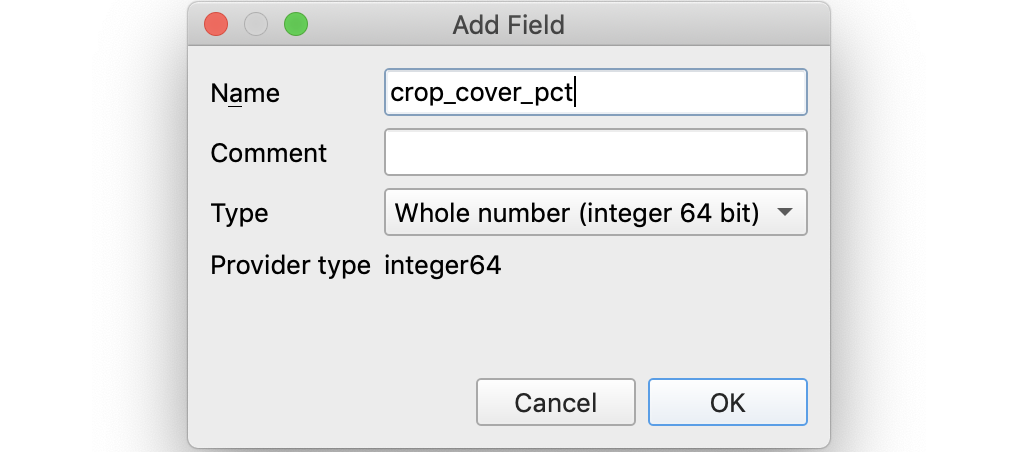 Add Field
Name crop_cover_pct
Comment
Type Whole number (integer 64 bit)
Provider type integer64
Cancel OK